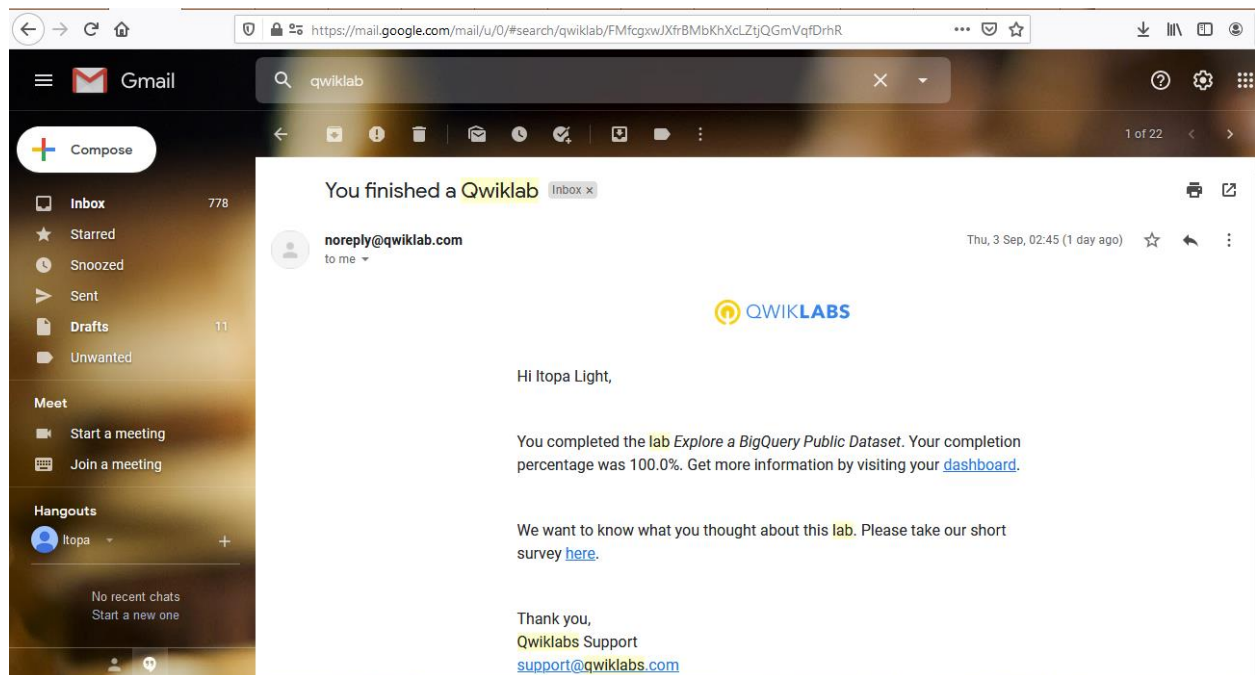 https://mail.google.com/mail/u/0/#search/qwiklab/FMfcgxwJXfrBMbKhXcLZtjQGmVqfDrhR
Gmail
qwiklab
Compose
1 of 22
Inbox 778
Starred
Snoozed
Sent
Drafts 11
Unwanted
Meet
Start a meeting
Join a meeting
Hangouts
Itopa
No recent chats
Start a new one
You finished a Qwiklab Inbox x
noreply@qwiklab.com
Thu, 3 Sep, 02:45 (1 day ago)
to me
QWIKLABS
Hi Itopa Light,
You completed the lab Explore a BigQuery Public Dataset. Your completion
percentage was 100.0%. Get more information by visiting your dashboard.
We want to know what you thought about this lab. Please take our short
survey here.
Thank you,
Qwiklabs Support
support@qwiklabs.com